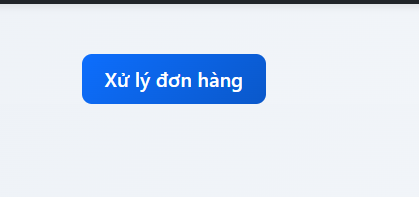 Xử lý đơn hàng